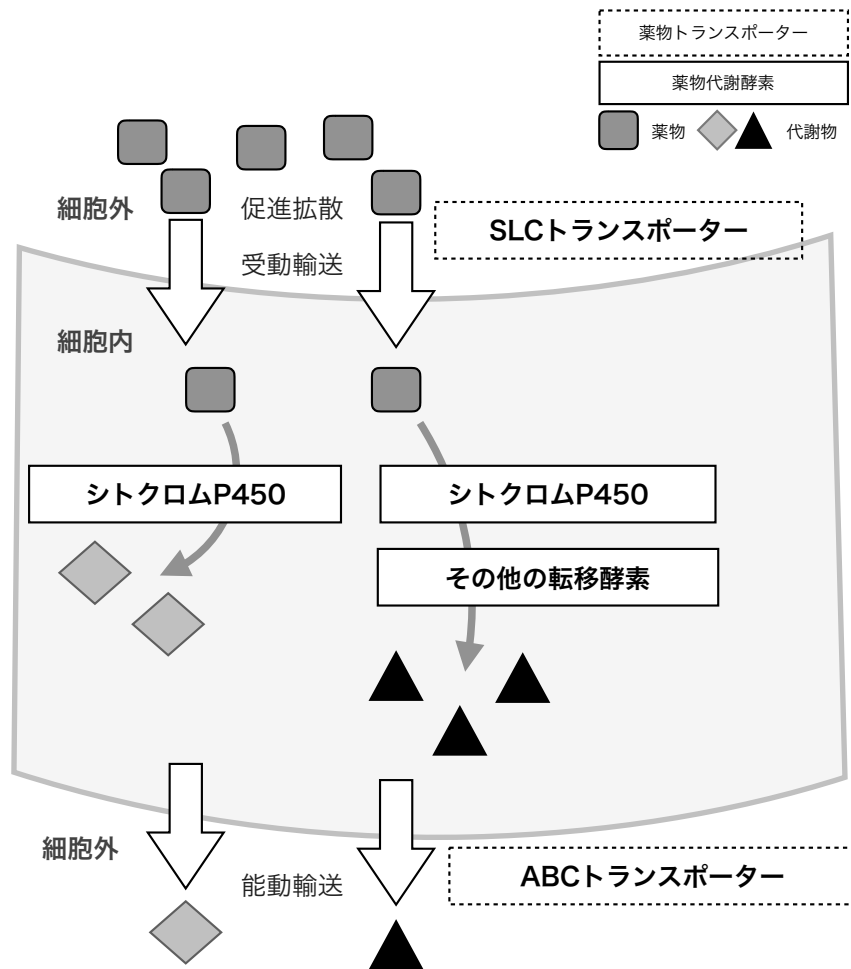 薬物トランスポーター
薬物代謝酵素
薬物
代謝物
細胞外
促進拡散
SLCトランスポーター
受動輸送
細胞内
シトクロムP450
シトクロムP450
その他の転移酵素
細胞外
能動輸送
ABCトランスポーター